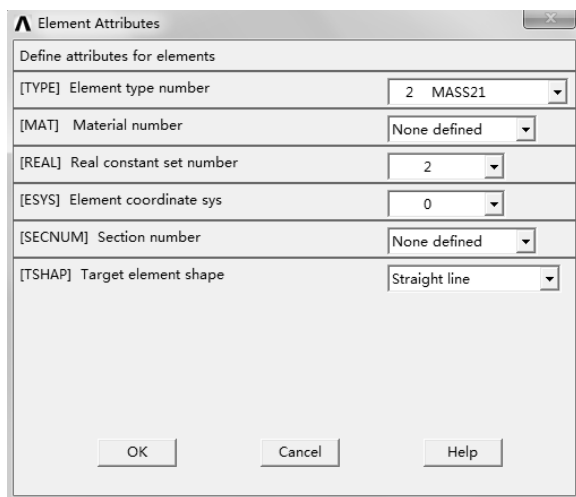 Element Attributes
Define attributes for elements
[TYPE] Element type number 2 MASS21
[MAT] Material number None defined
[REAL] Real constant set number 2
[ESYS] Element coordinate sys 0
[SECNUM] Section number None defined
[TSHAP] Target element shape Straight line
OK Cancel Help